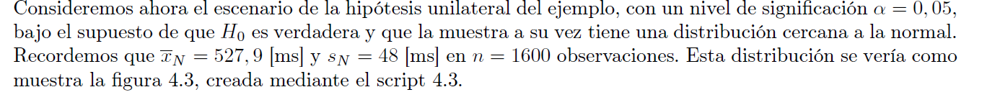 Consideremos ahora el escenario de la hipótesis unilateral del ejemplo, con un nivel de significación α = 0, 05,
bajo el supuesto de que H₀ es verdadera y que la muestra a su vez tiene una distribución cercana a la normal.
Recordemos que x̅_N = 527, 9 [ms] y s_N = 48 [ms] en n = 1600 observaciones. Esta distribución se vería como
muestra la figura 4.3, creada mediante el script 4.3.